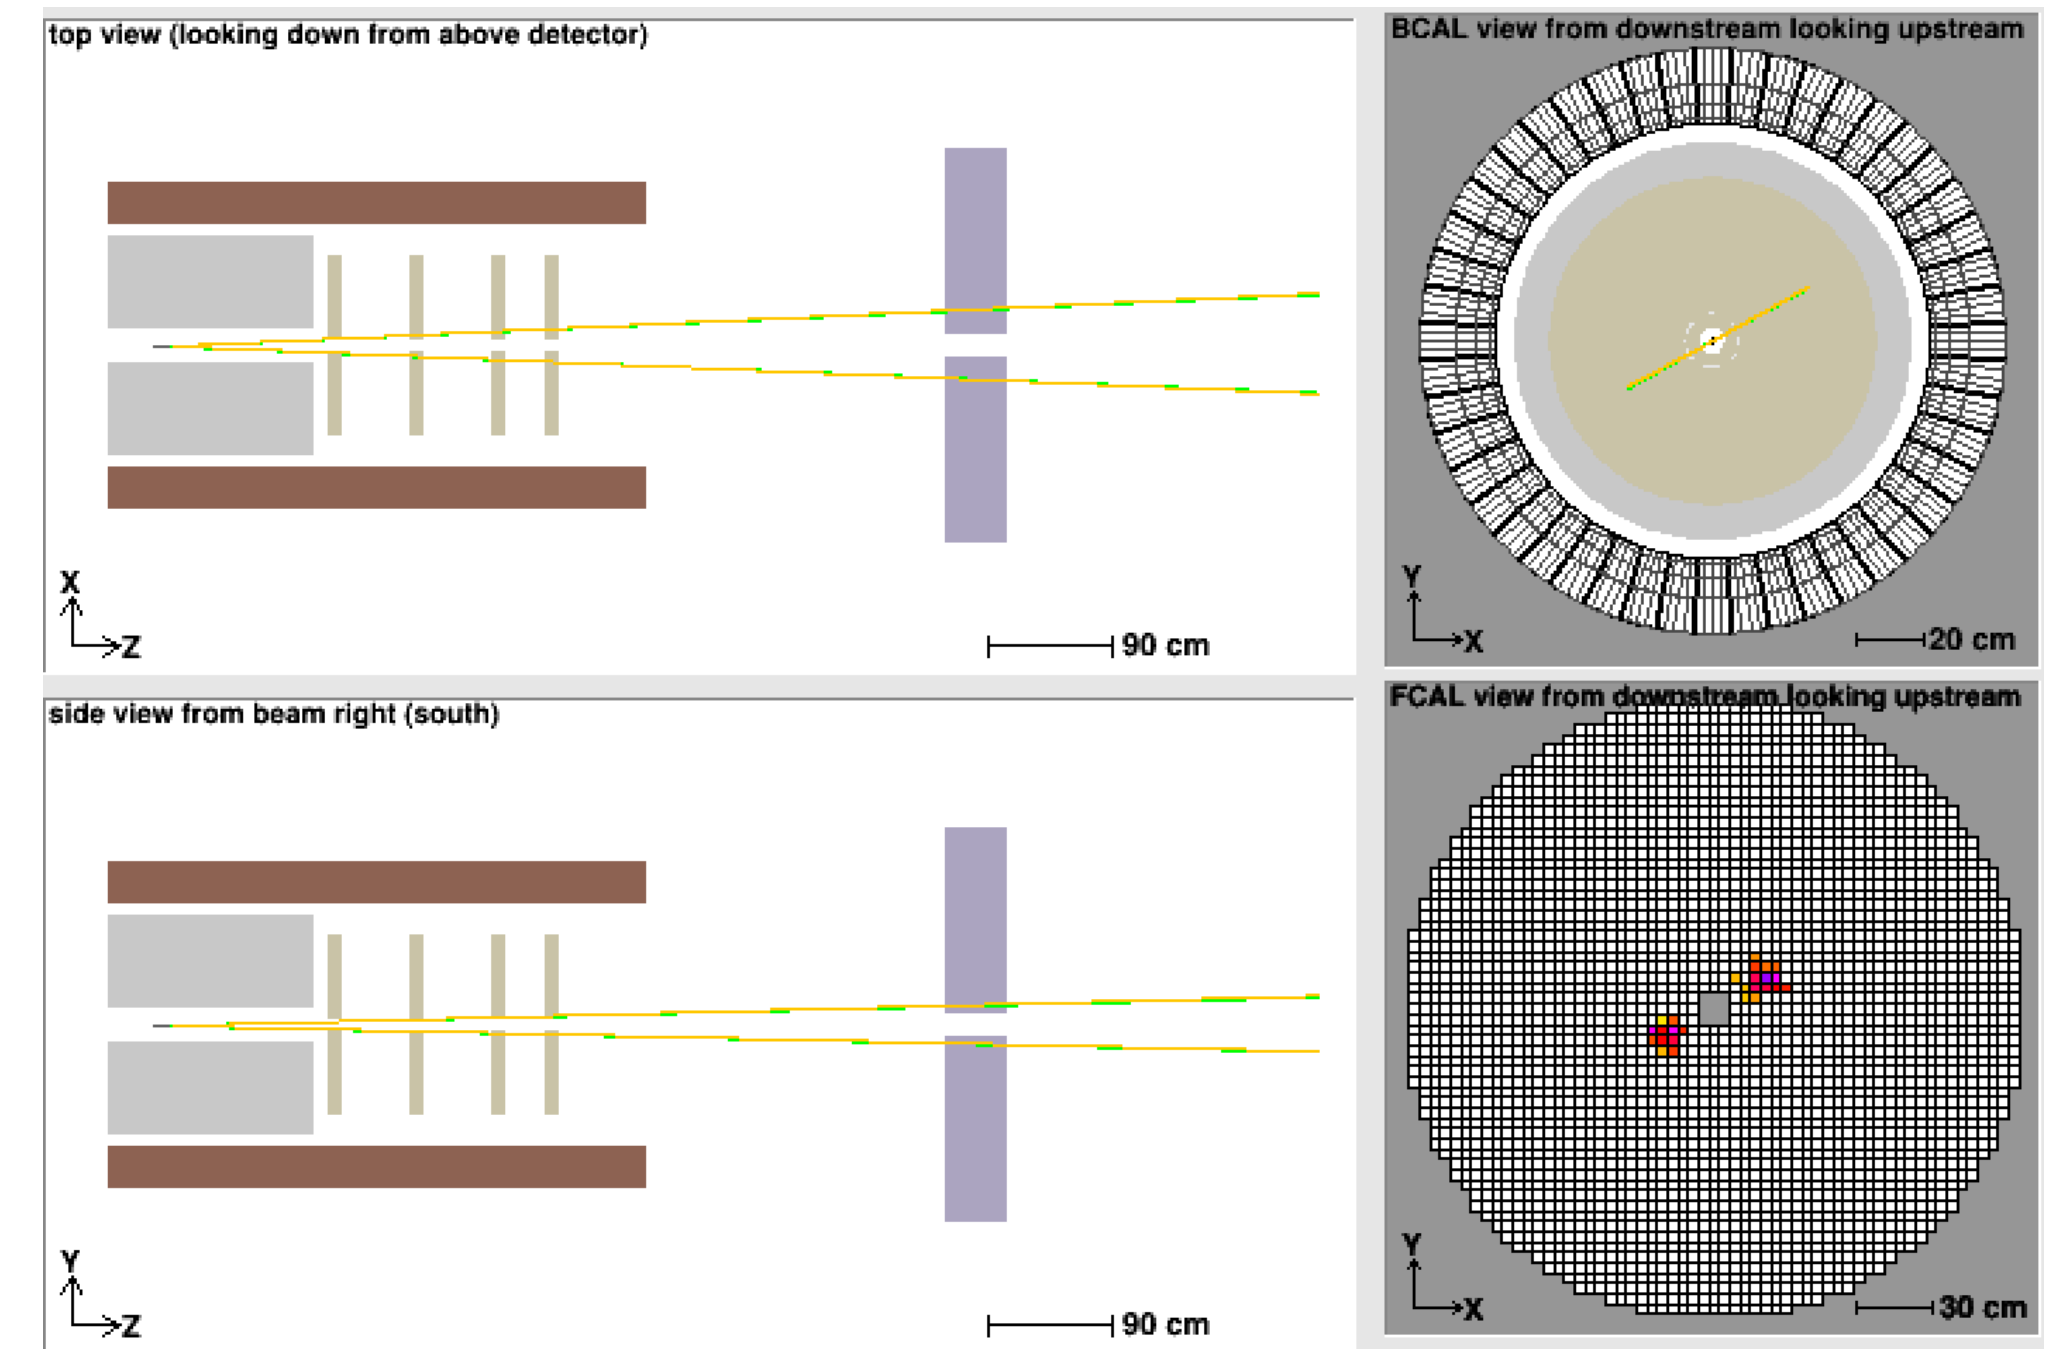 top view (looking down from above detector)
X
Z
90 cm
BCAL view from downstream looking upstream
Y
X
20 cm
side view from beam right (south)
Y
Z
90 cm
FCAL view from downstream looking upstream
Y
X
30 cm